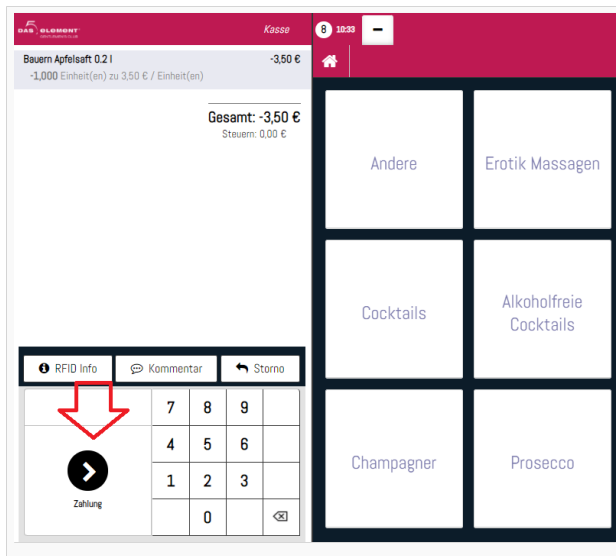 DAS ELEMENT
Kasse
8 10:33
Bauern Apfelsaft 0.2 l -3,50 €
-1,000 Einheit(en) zu 3,50 € / Einheit(en)
Gesamt: -3,50 €
Steuern: 0,00 €
RFID Info Kommentar Storno
7 8 9
4 5 6
1 2 3
0
Zahlung
Andere Erotik Massagen
Cocktails Alkoholfreie
Cocktails
Champagner Prosecco